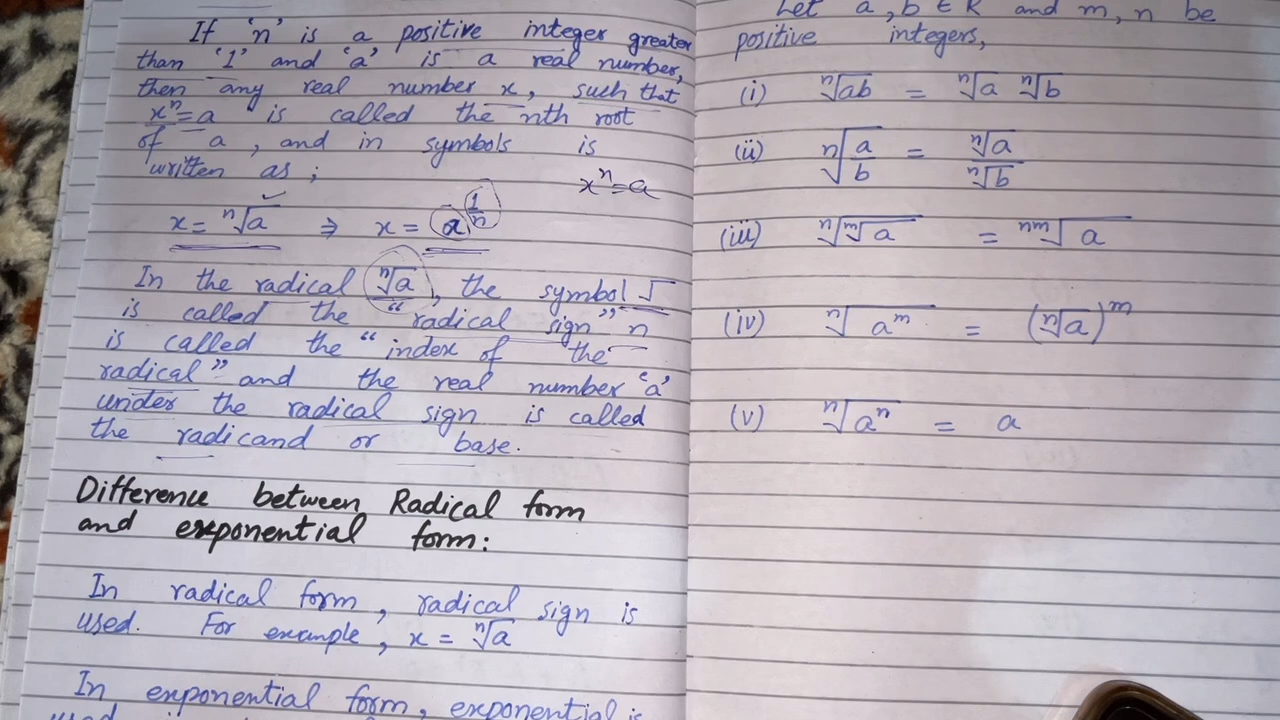 If 'n' is a positive integer greater
than '1' and 'a' is a real number,
then any real number x, such that
xⁿ=a is called the nth root
of a, and in symbols is
written as;
xⁿ=a
x = ⁿ√a ⇒ x = a^(1/n)
In the radical ⁿ√a, the symbol √
is called the "radical sign" n
is called the "index of the
radical" and the real number 'a'
under the radical sign is called
the radicand or base.
Difference between Radical form
and exponential form:
In radical form, radical sign is
used. For example, x = ⁿ√a
In exponential form, exponential is
used
Let a,b ∈ R and m,n be
positive integers,
(i) ⁿ√ab = ⁿ√a ⁿ√b
(ii) ⁿ√(a/b) = ⁿ√a / ⁿ√b
(iii) ⁿ√(ᵐ√a) = ⁿᵐ√a
(iv) ⁿ√aᵐ = (ⁿ√a)ᵐ
(v) ⁿ√aⁿ = a